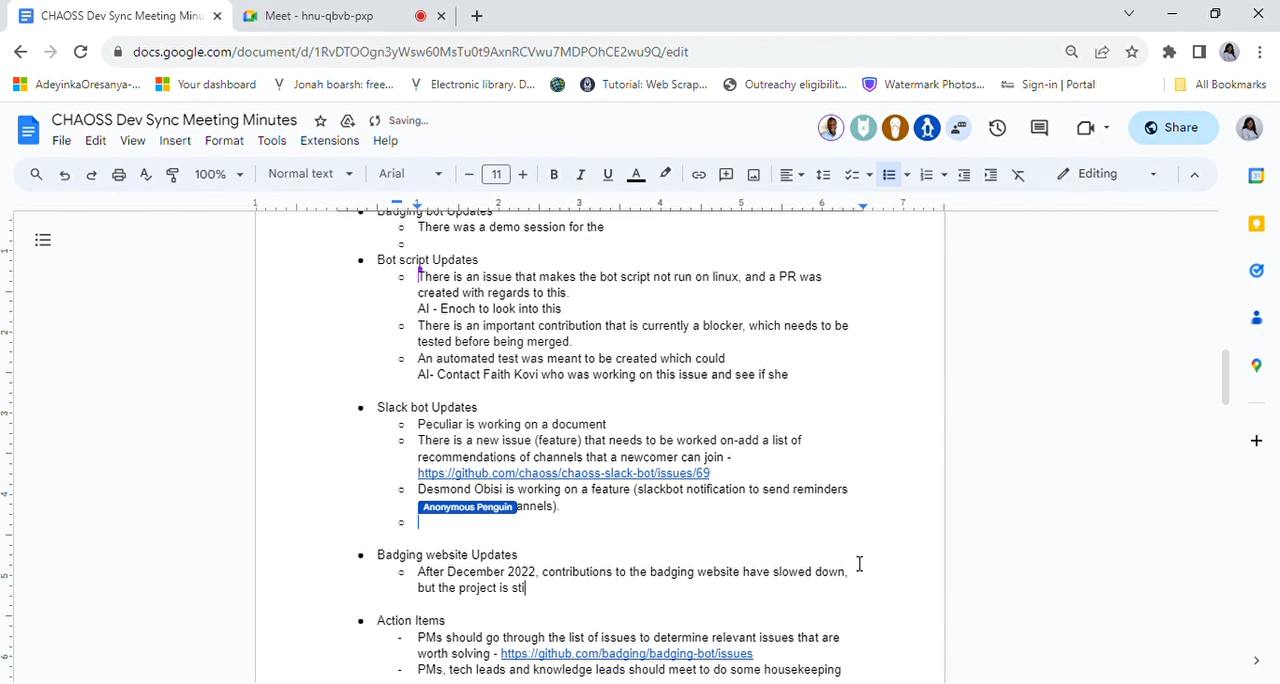 CHAOSS Dev Sync Meeting Minu
Meet - hnu-qbvb-pxp
docs.google.com/document/d/1RvDTOOgn3yWsw60MsTu0t9AxnRCVwu7MDPOhCE2wu9Q/edit
AdeyinkaOresanya-...
Your dashboard
Jonah boarsh: free...
Electronic library. D...
Tutorial: Web Scrap...
Outreachy eligibilit...
Watermark Photos...
Sign-in | Portal
All Bookmarks
CHAOSS Dev Sync Meeting Minutes
Saving...
File Edit View Insert Format Tools Extensions Help
Share
100%
Normal text
Arial
11
B I U A
Editing
1 1 2 3 4 5 6 7
Badging bot Updates
There was a demo session for the
Bot script Updates
There is an issue that makes the bot script not run on linux, and a PR was
created with regards to this.
AI - Enoch to look into this
There is an important contribution that is currently a blocker, which needs to be
tested before being merged.
An automated test was meant to be created which could
AI- Contact Faith Kovi who was working on this issue and see if she
Slack bot Updates
Peculiar is working on a document
There is a new issue (feature) that needs to be worked on-add a list of
recommendations of channels that a newcomer can join -
https://github.com/chaoss/chaoss-slack-bot/issues/69
Desmond Obisi is working on a feature (slackbot notification to send reminders
Anonymous Penguin annels).
Badging website Updates
After December 2022, contributions to the badging website have slowed down,
but the project is sti
Action Items
PMs should go through the list of issues to determine relevant issues that are
worth solving - https://github.com/badging/badging-bot/issues
PMs, tech leads and knowledge leads should meet to do some housekeeping